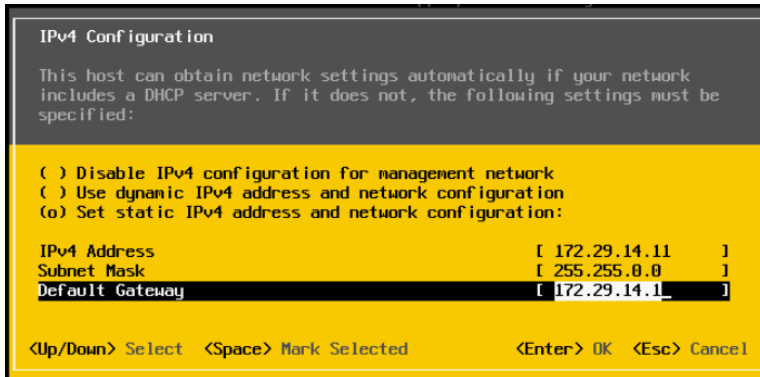 IPv4 Configuration
This host can obtain network settings automatically if your network
includes a DHCP server. If it does not, the following settings must be
specified:
( ) Disable IPv4 configuration for management network
( ) Use dynamic IPv4 address and network configuration
(o) Set static IPv4 address and network configuration:
IPv4 Address [ 172.29.14.11 ]
Subnet Mask [ 255.255.0.0 ]
Default Gateway [ 172.29.14.1_ ]
<Up/Down> Select <Space> Mark Selected <Enter> OK <Esc> Cancel